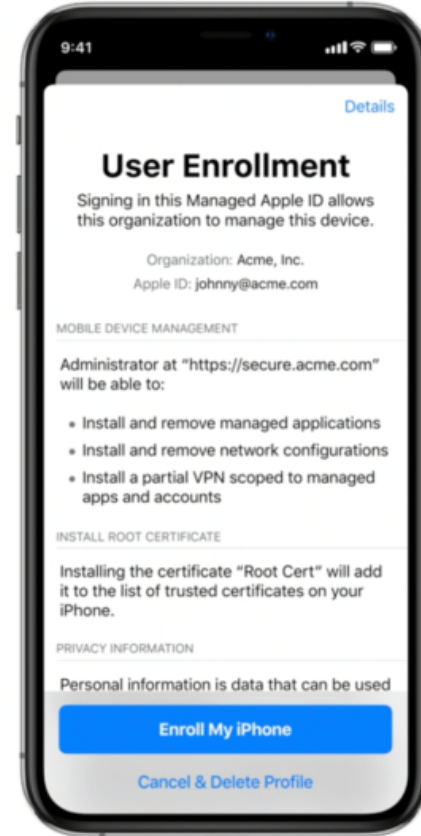 9:41
Details
User Enrollment
Signing in this Managed Apple ID allows
this organization to manage this device.
Organization: Acme, Inc.
Apple ID: johnny@acme.com
MOBILE DEVICE MANAGEMENT
Administrator at “https://secure.acme.com”
will be able to:
• Install and remove managed applications
• Install and remove network configurations
• Install a partial VPN scoped to managed
apps and accounts
INSTALL ROOT CERTIFICATE
Installing the certificate “Root Cert” will add
it to the list of trusted certificates on your
iPhone.
PRIVACY INFORMATION
Personal information is data that can be used
Enroll My iPhone
Cancel & Delete Profile